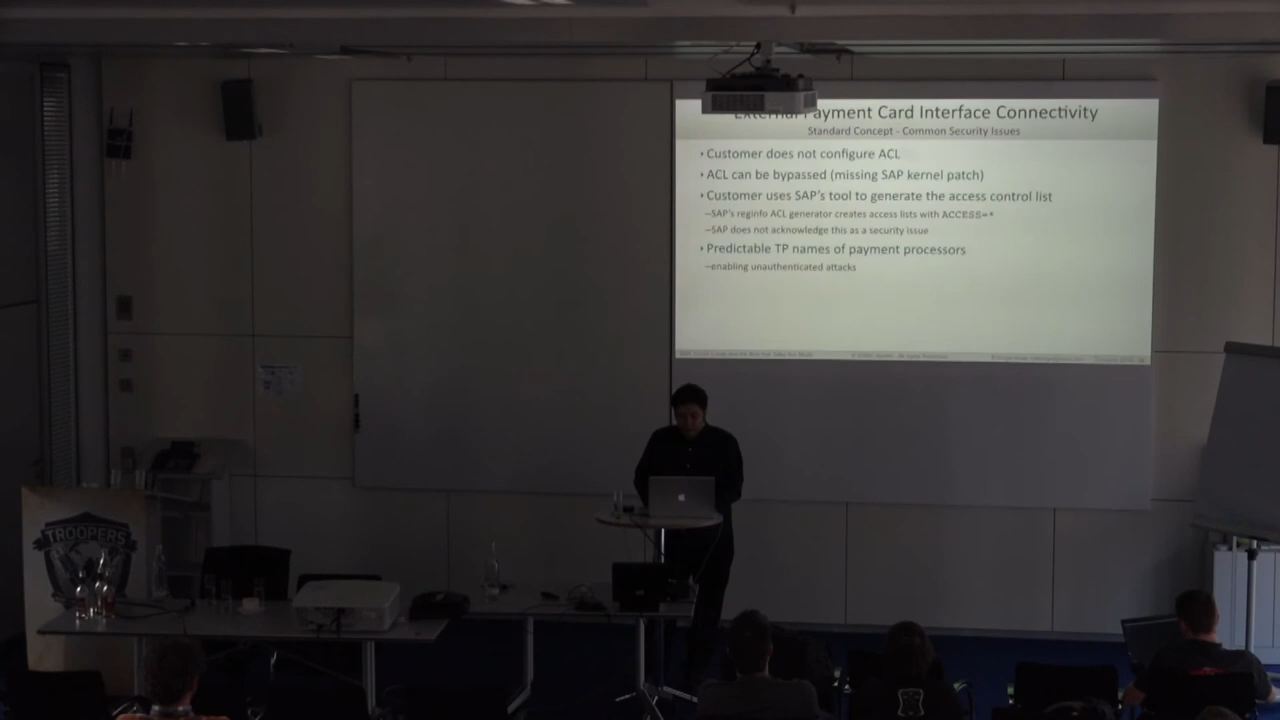 External Payment Card Interface Connectivity
Standard Concept - Common Security Issues
Customer does not configure ACL
ACL can be bypassed (missing SAP kernel patch)
Customer uses SAP's tool to generate the access control list
–SAP's reginfo ACL generator creates access lists with ACCESS=*
–SAP does not acknowledge this as a security issue
Predictable TP names of payment processors
–enabling unauthenticated attacks
TROOPERS